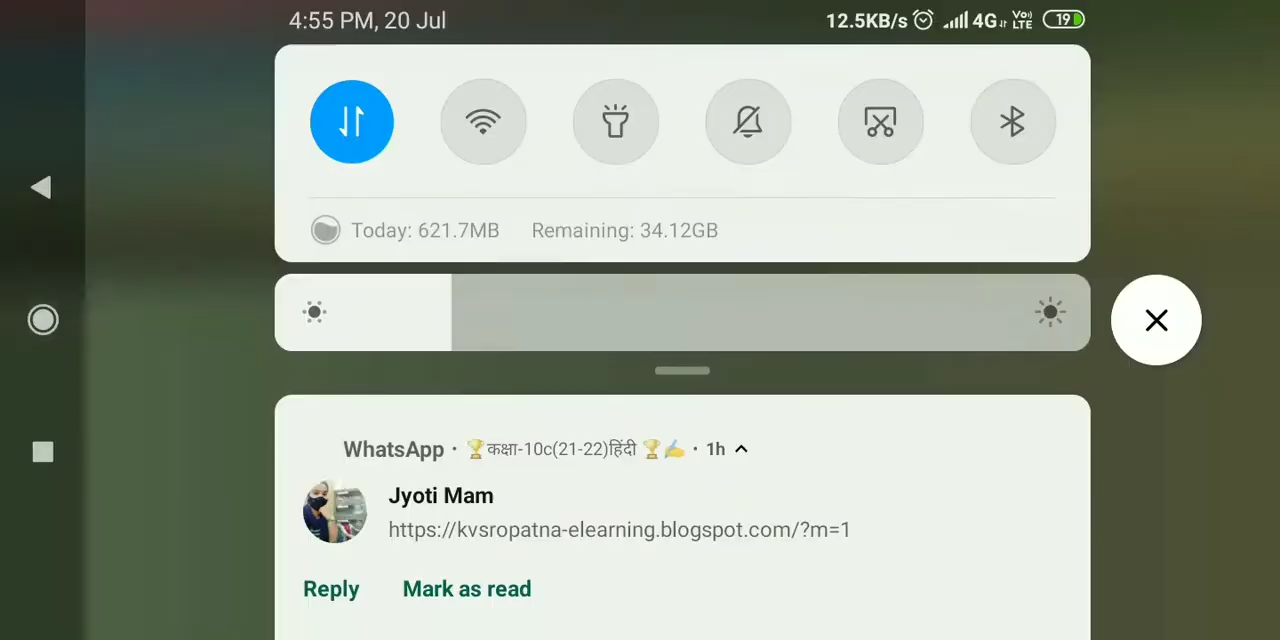 4:55 PM, 20 Jul 12.5KB/s 4G Vo)) LTE 19
Today: 621.7MB Remaining: 34.12GB
WhatsApp · 🏆कक्षा-10c(21-22)हिंदी 🏆✍️ · 1h
Jyoti Mam
https://kvsropatna-elearning.blogspot.com/?m=1
Reply Mark as read